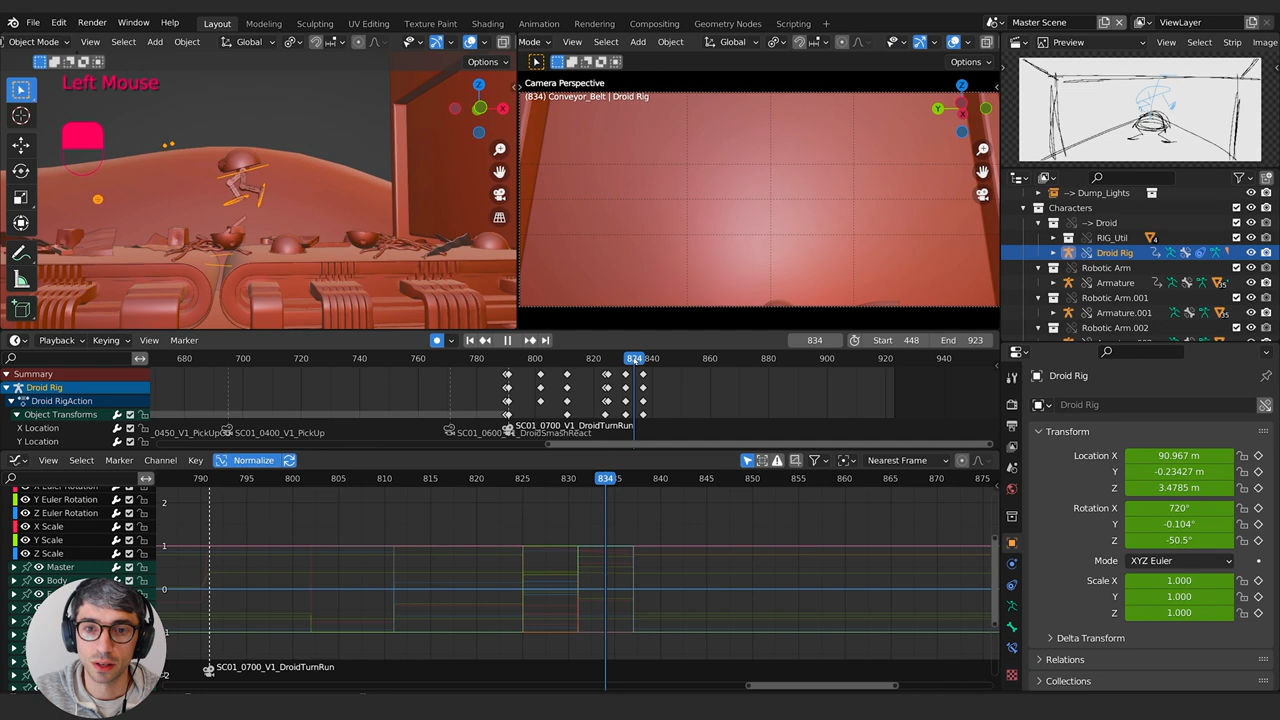 File Edit Render Window Help Layout Modeling Sculpting UV Editing Texture Paint Shading Animation Rendering Compositing Geometry Nodes Scripting + Master Scene ViewLayer
Object Mode View Select Add Object Global
Mode View Select Add Object Global
Preview View Select Strip Image
Options
Options
Left Mouse
Camera Perspective
(834) Conveyor_Belt | Droid Rig
Z
X
Z
Y
X
--> Dump_Lights
Characters
--> Droid
RIG_Util 4
Droid Rig
Robotic Arm
Armature
Robotic Arm.001
Armature.001
Robotic Arm.002
Playback Keying View Marker 834 Start 448 End 923
680 700 720 740 760 780 800 820 834 840 860 880 900 920 940
Summary
Droid Rig
Droid RigAction
Object Transforms
X Location
Y Location
_0450_V1_PickUp SC01_0400_V1_PickUp SC01_0600_ _DroidSmashReact SC01_0700_V1_DroidTurnRun
View Select Marker Channel Key Normalize Nearest Frame
790 795 800 805 810 815 820 825 830 834 840 845 850 855 860 865 870 875
X Euler Rotation
Y Euler Rotation
Z Euler Rotation
X Scale
Y Scale
Z Scale
Master
Body
2
1
0
-2
SC01_0700_V1_DroidTurnRun
Droid Rig
Droid Rig
Transform
Location X 90.967 m
Y -0.23427 m
Z 3.4785 m
Rotation X 720°
Y -0.104°
Z -50.5°
Mode XYZ Euler
Scale X 1.000
Y 1.000
Z 1.000
Delta Transform
Relations
Collections